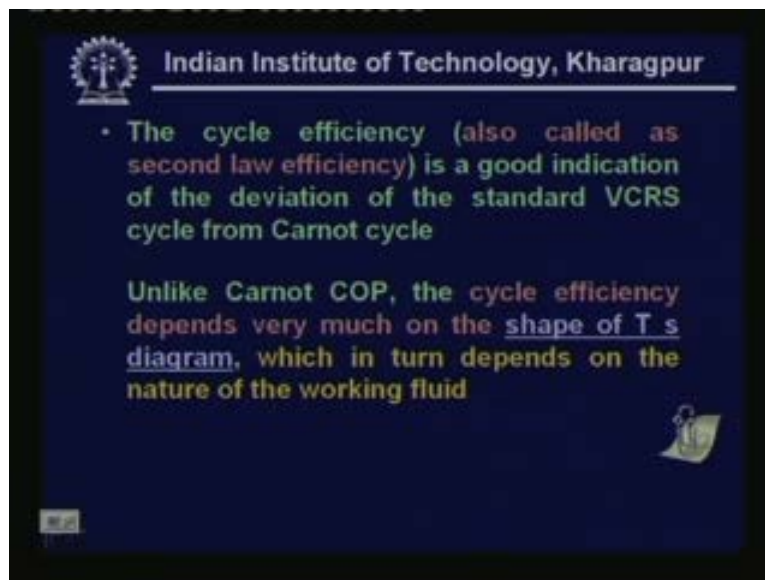 Indian Institute of Technology, Kharagpur
• The cycle efficiency (also called as
second law efficiency) is a good indication
of the deviation of the standard VCRS
cycle from Carnot cycle
Unlike Carnot COP, the cycle efficiency
depends very much on the shape of T s
diagram, which in turn depends on the
nature of the working fluid